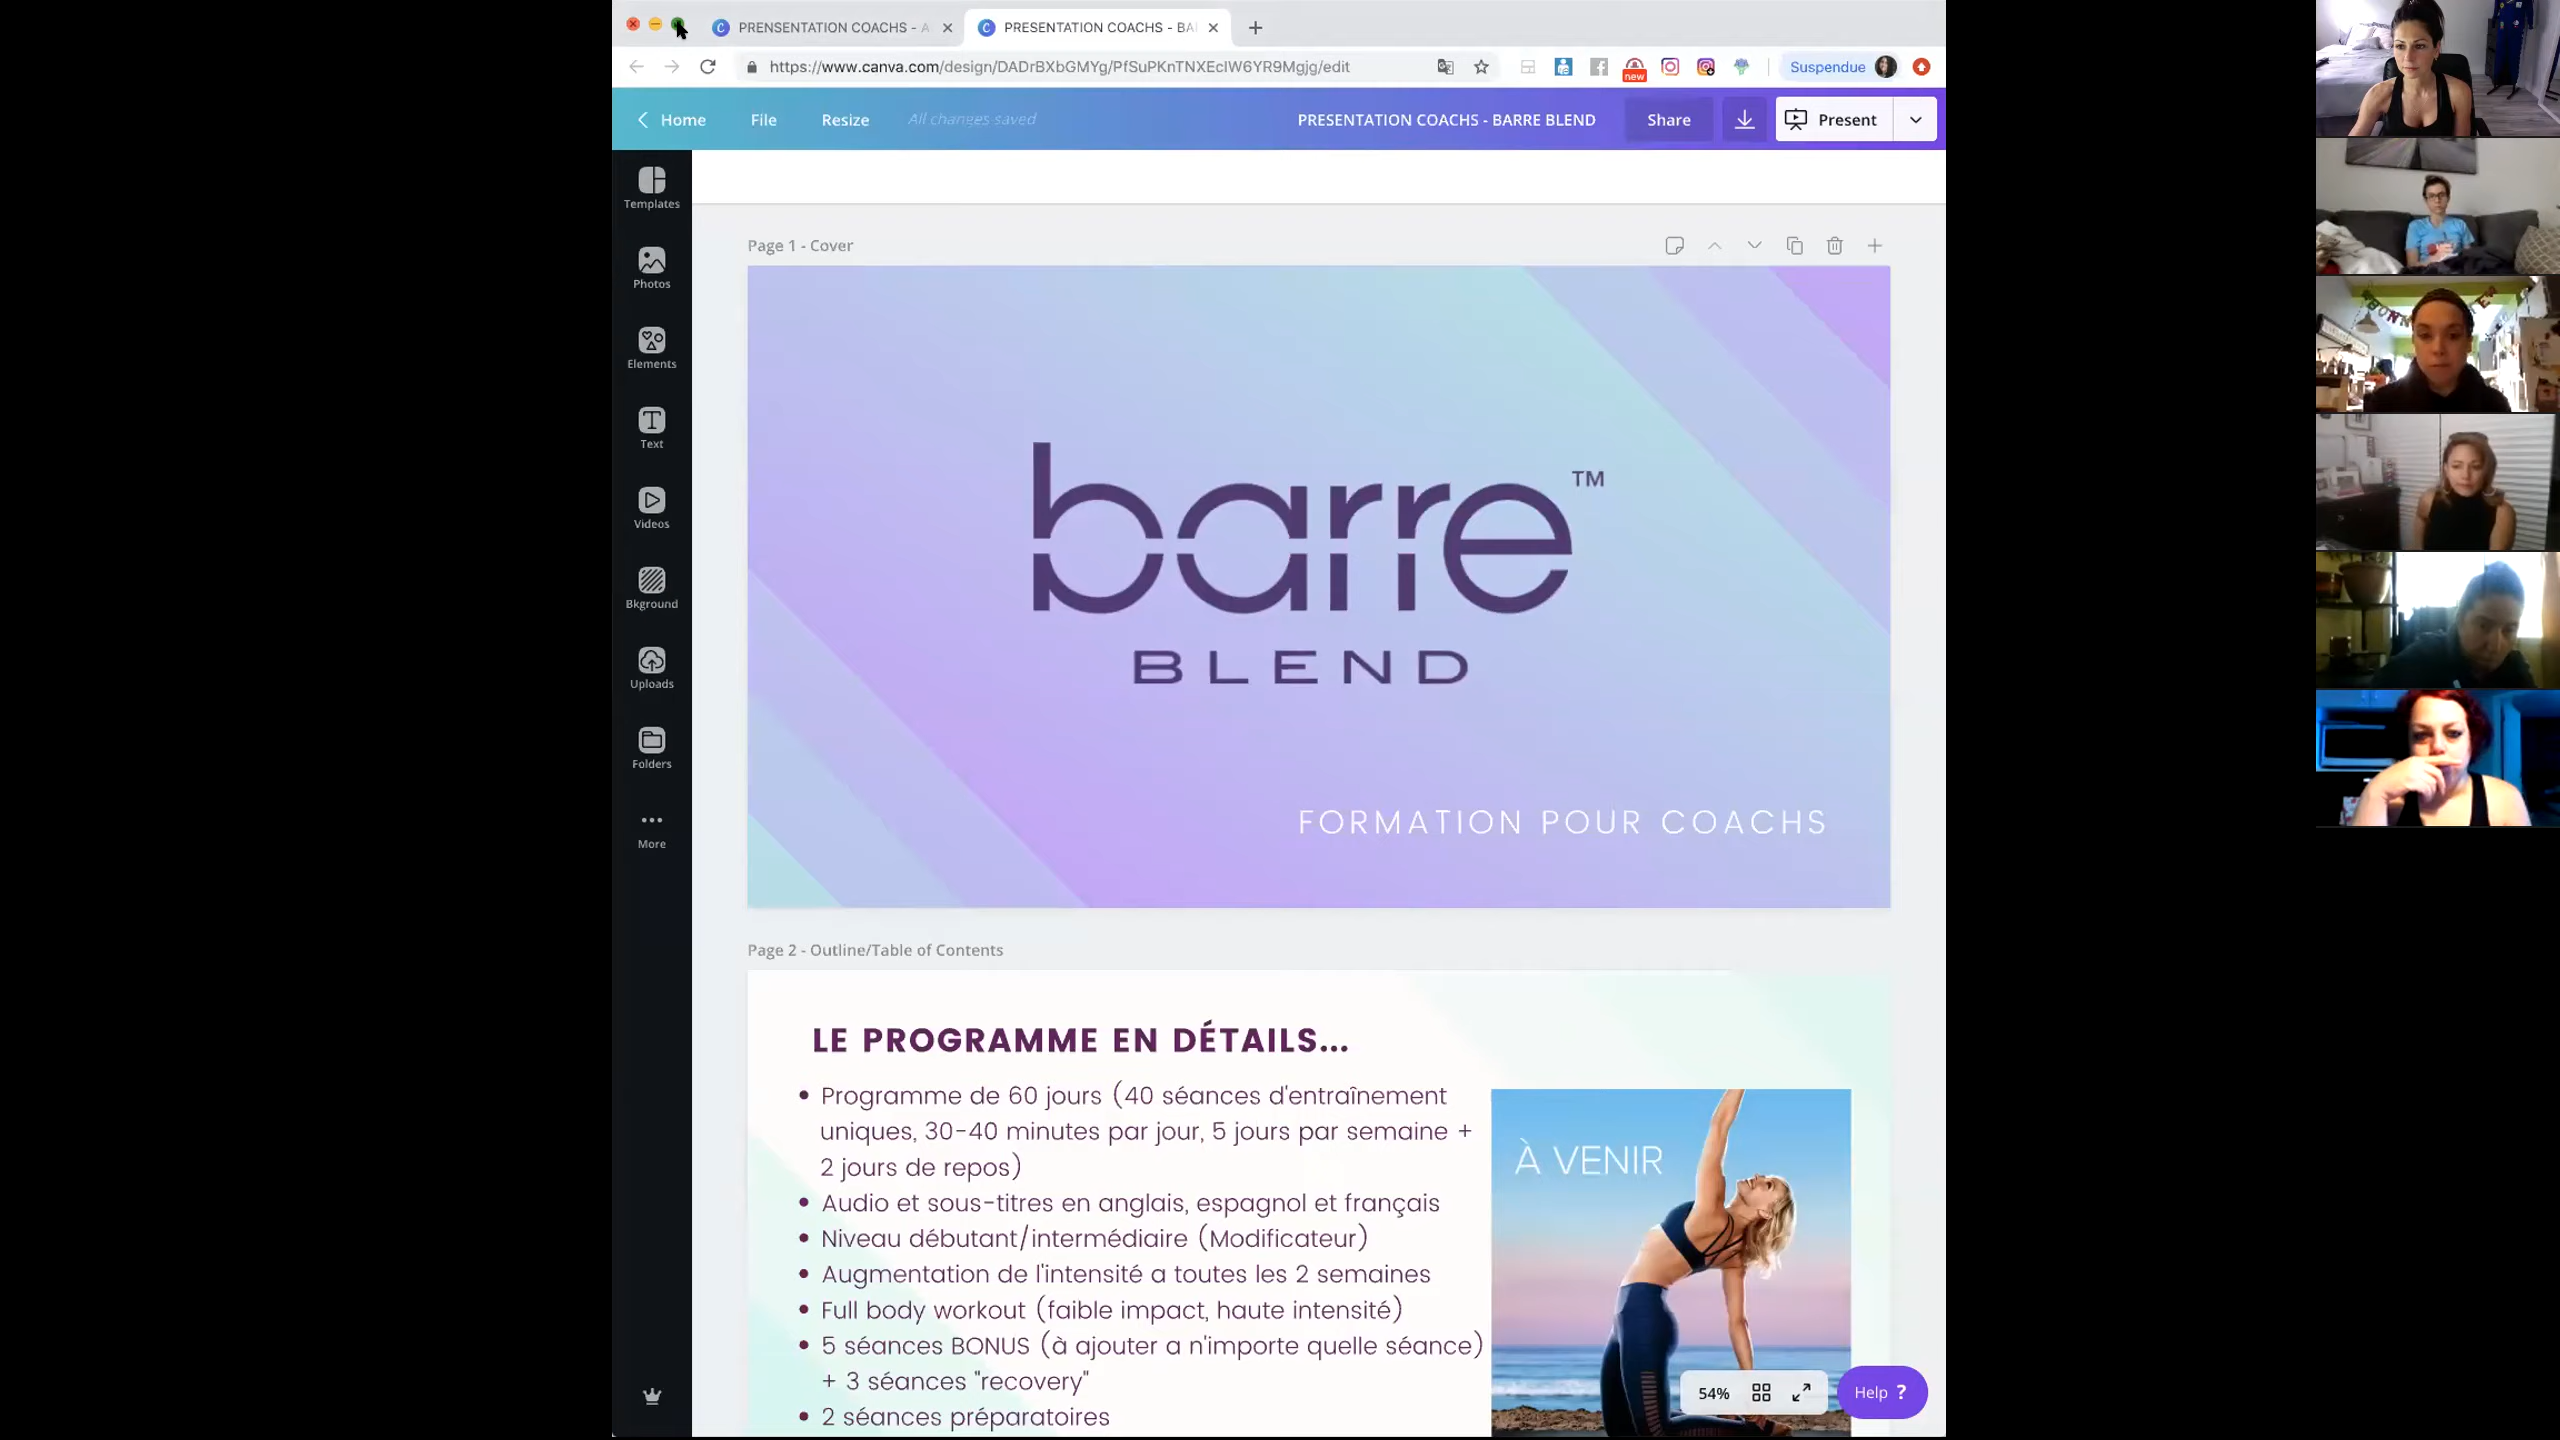 PRENSENTATION COACHS - A
PRESENTATION COACHS - BA
https://www.canva.com/design/DADrBXbGMYg/PfSuPKnTNXEcIW6YR9Mgjg/edit
new
Suspendue
Home
File
Resize
All changes saved
PRESENTATION COACHS - BARRE BLEND
Share
Present
Templates
Photos
Elements
Text
Videos
Bkground
Uploads
Folders
More
Page 1 - Cover
barre™
BLEND
FORMATION POUR COACHS
Page 2 - Outline/Table of Contents
LE PROGRAMME EN DÉTAILS...
• Programme de 60 jours (40 séances d'entraînement
uniques, 30-40 minutes par jour, 5 jours par semaine +
2 jours de repos)
• Audio et sous-titres en anglais, espagnol et français
• Niveau débutant/intermédiaire (Modificateur)
• Augmentation de l'intensité a toutes les 2 semaines
• Full body workout (faible impact, haute intensité)
• 5 séances BONUS (à ajouter a n'importe quelle séance)
+ 3 séances "recovery"
• 2 séances préparatoires
À VENIR
54%
Help ?